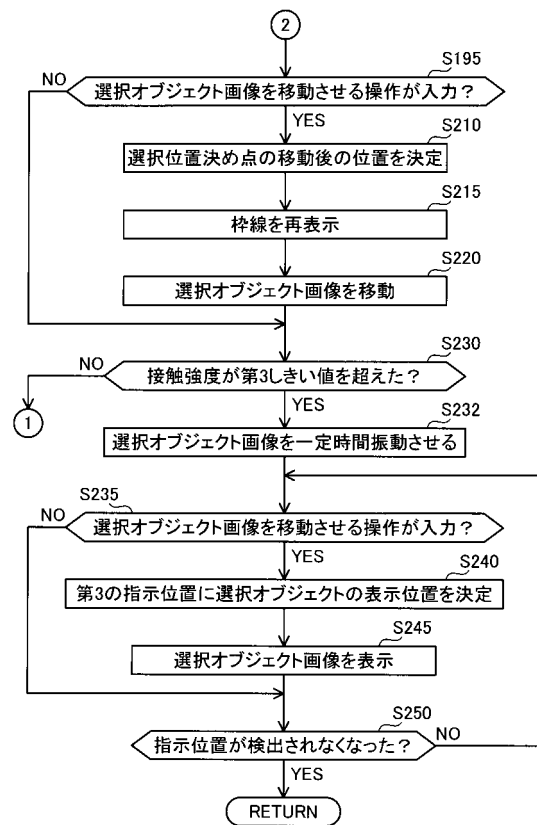 2
S195
NO
選択オブジェクト画像を移動させる操作が入力？
YES
S210
選択位置決め点の移動後の位置を決定
S215
枠線を再表示
S220
選択オブジェクト画像を移動
S230
NO
接触強度が第3しきい値を超えた？
1
YES
S232
選択オブジェクト画像を一定時間振動させる
S235
NO
選択オブジェクト画像を移動させる操作が入力？
YES
S240
第3の指示位置に選択オブジェクトの表示位置を決定
S245
選択オブジェクト画像を表示
S250
指示位置が検出されなくなった？
NO
YES
RETURN